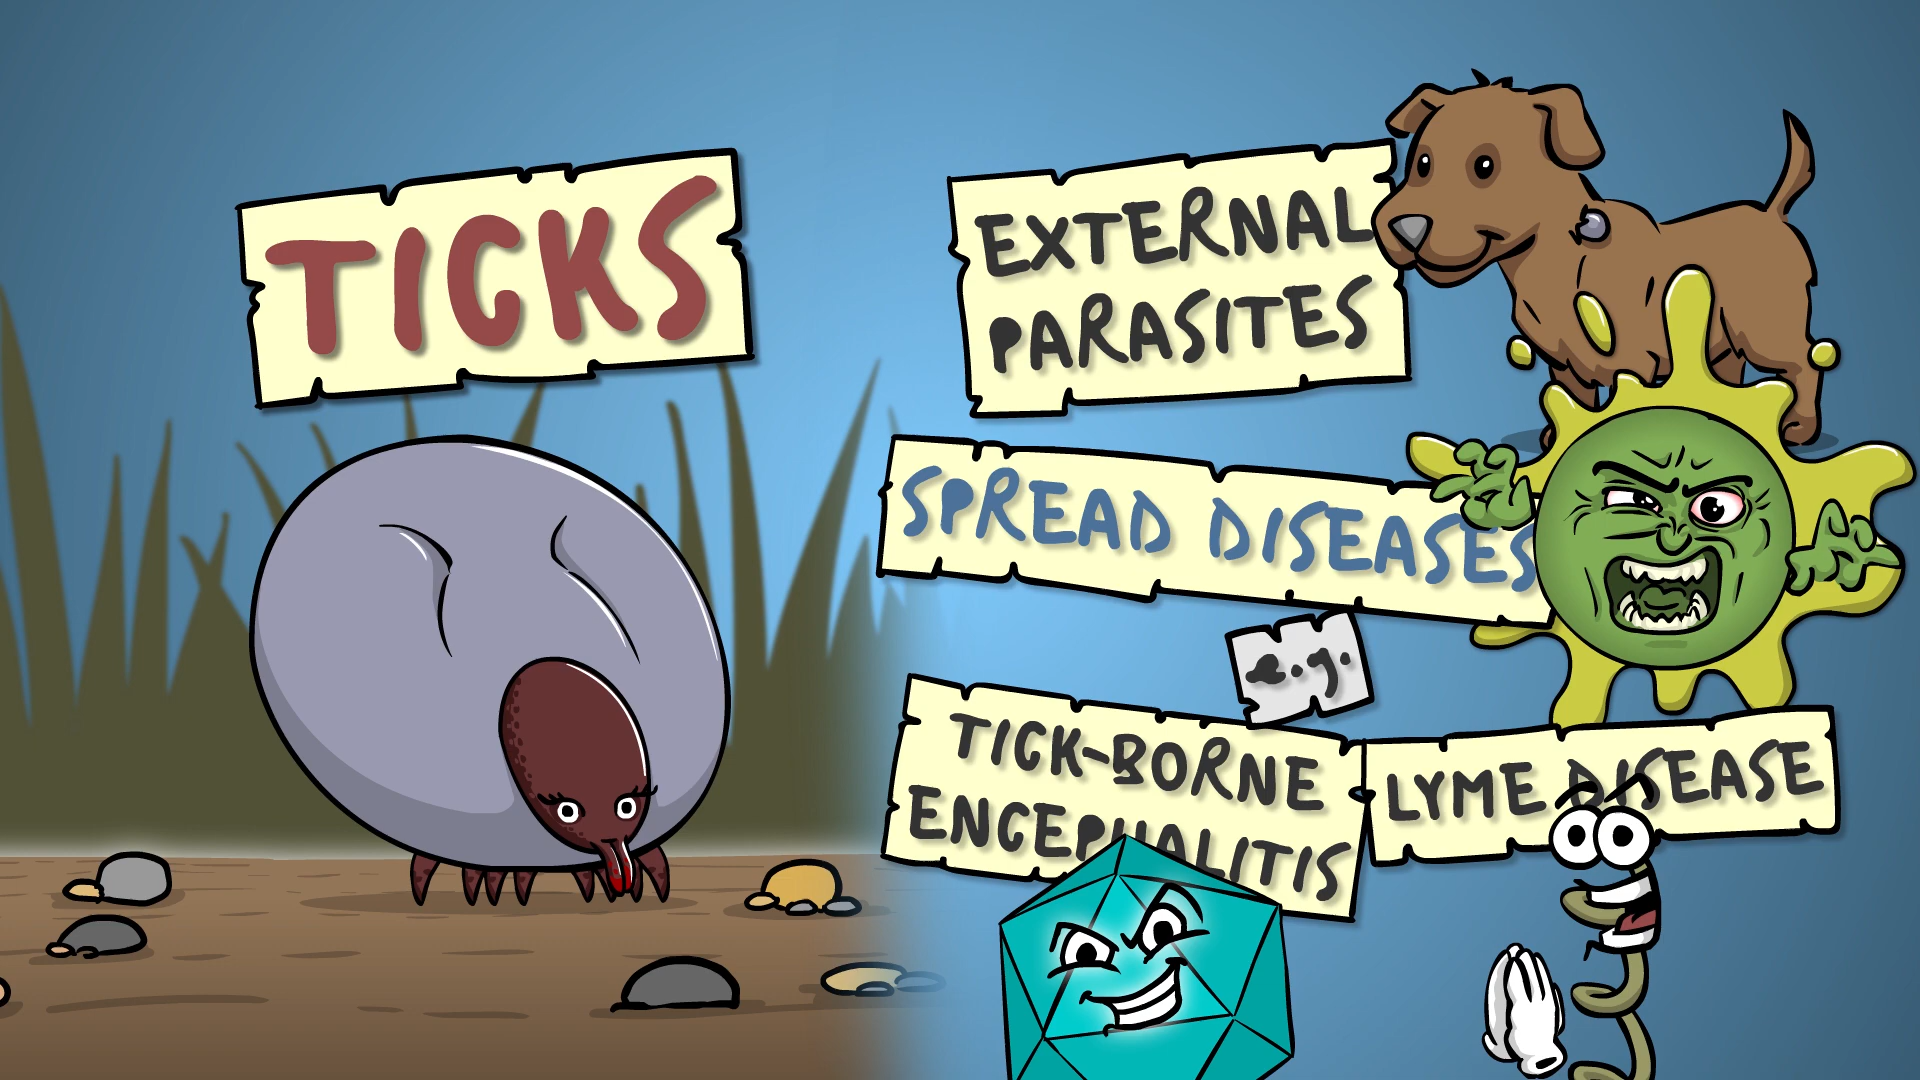 TICKS
EXTERNAL
PARASITES
SPREAD DISEASES
e.g.
TICK-BORNE
ENCEPHALITIS
LYME DISEASE